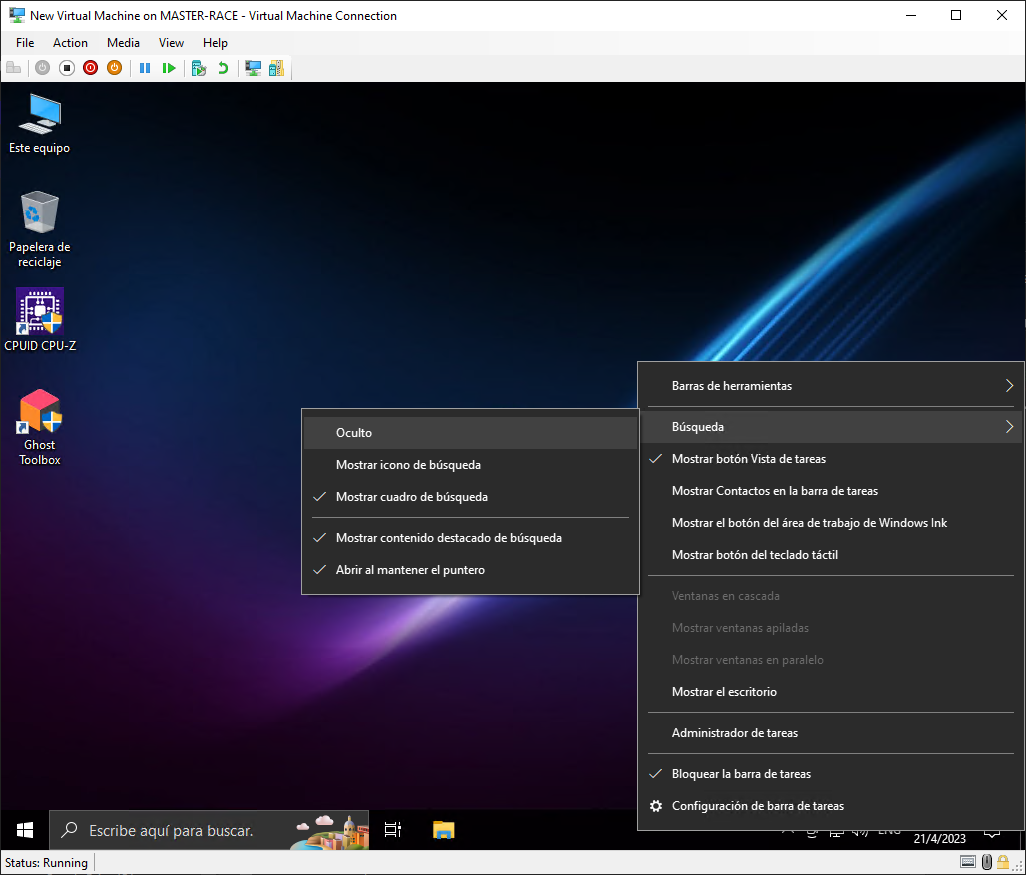 New Virtual Machine on MASTER-RACE - Virtual Machine Connection
File Action Media View Help
Este equipo
Papelera de
reciclaje
CPUID CPU-Z
Ghost
Toolbox
Oculto
Mostrar icono de búsqueda
Mostrar cuadro de búsqueda
Mostrar contenido destacado de búsqueda
Abrir al mantener el puntero
Barras de herramientas
Búsqueda
Mostrar botón Vista de tareas
Mostrar Contactos en la barra de tareas
Mostrar el botón del área de trabajo de Windows Ink
Mostrar botón del teclado táctil
Ventanas en cascada
Mostrar ventanas apiladas
Mostrar ventanas en paralelo
Mostrar el escritorio
Administrador de tareas
Bloquear la barra de tareas
Configuración de barra de tareas
Escribe aquí para buscar.
ENG
21/4/2023
Status: Running